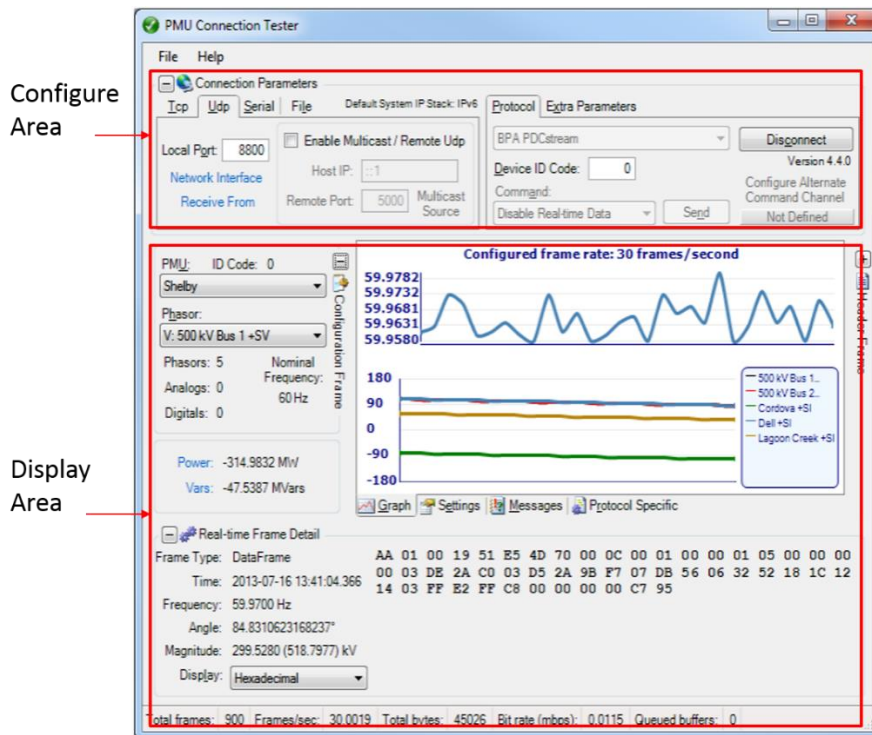 PMU Connection Tester
File Help
Configure
Area
Connection Parameters
Tcp Udp Serial File Default System IP Stack: IPv6
Local Port: 8800
Network Interface
Receive From
Enable Multicast / Remote Udp
Host IP: ::1
Remote Port: 5000 Multicast
Source
Protocol Extra Parameters
BPA PDCstream
Disconnect
Device ID Code: 0
Version 4.4.0
Command:
Configure Alternate
Command Channel
Disable Real-time Data Send
Not Defined
Display
Area
PMU: ID Code: 0
Shelby
Phasor:
V: 500 kV Bus 1 +SV
Phasors: 5
Analogs: 0
Digitals: 0
Nominal
Frequency:
60 Hz
Configuration Frame
Power: -314.9832 MW
Vars: -47.5387 MVars
Configured frame rate: 30 frames/second
59.9782
59.9732
59.9681
59.9631
59.9580
180
90
0
-90
-180
500 kV Bus 1...
500 kV Bus 2...
Cordova +SI
Dell +SI
Lagoon Creek +SI
Header Frame
Graph Settings Messages Protocol Specific
Real-time Frame Detail
Frame Type: DataFrame
Time: 2013-07-16 13:41:04.366
Frequency: 59.9700 Hz
Angle: 84.8310623168237°
Magnitude: 299.5280 (518.7977) kV
Display: Hexadecimal
AA 01 00 19 51 E5 4D 70 00 0C 00 01 00 00 01 05 00 00 00
00 03 DE 2A C0 03 D5 2A 9B F7 07 DB 56 06 32 52 18 1C 12
14 03 FF E2 FF C8 00 00 00 00 C7 95
Total frames: 900 Frames/sec: 30.0019 Total bytes: 45026 Bit rate (mbps): 0.0115 Queued buffers: 0